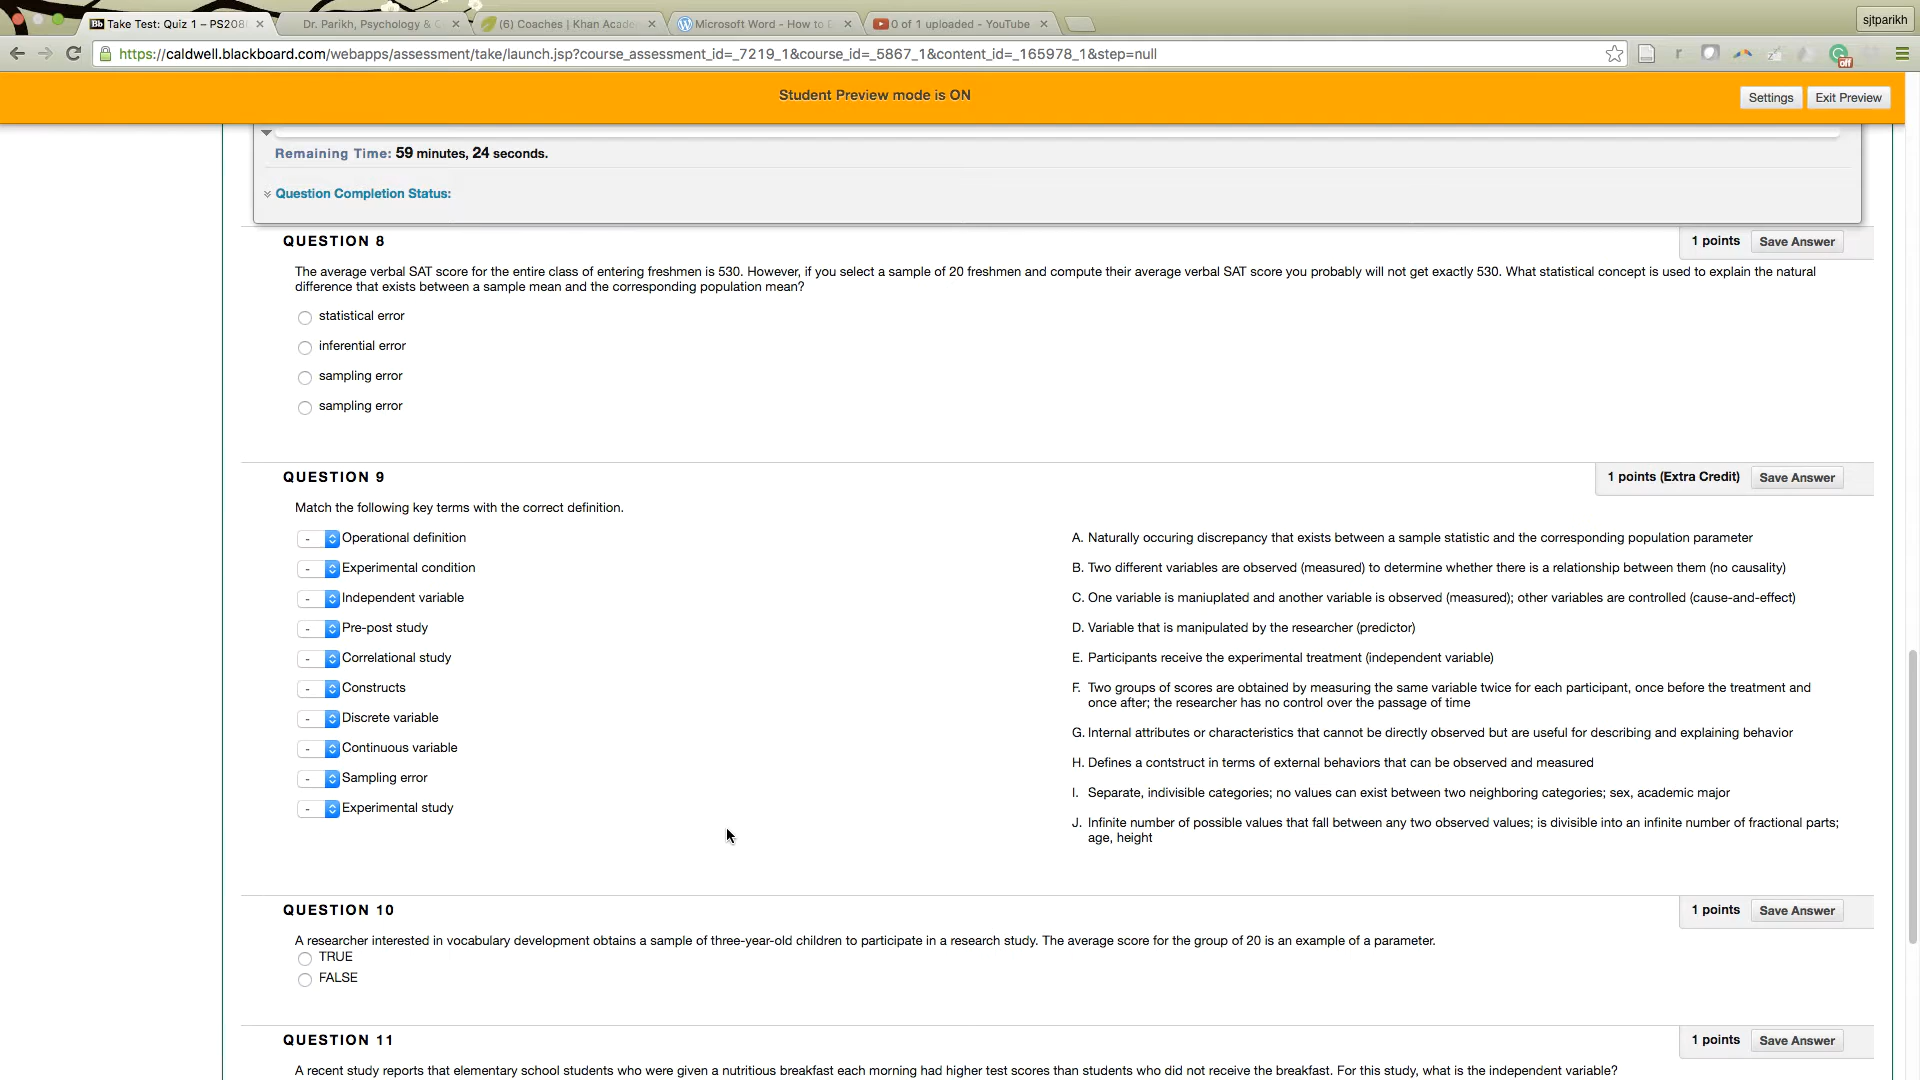 Bb Take Test: Quiz 1 – PS208
Dr. Parikh, Psychology &
(6) Coaches | Khan Acade
Microsoft Word - How to
0 of 1 uploaded - YouTube
sjtparikh
https://caldwell.blackboard.com/webapps/assessment/take/launch.jsp?course_assessment_id=_7219_1&course_id=_5867_1&content_id=_165978_1&step=null
off
Student Preview mode is ON
Settings
Exit Preview
Remaining Time: 59 minutes, 24 seconds.
Question Completion Status:
QUESTION 8
1 points
Save Answer
The average verbal SAT score for the entire class of entering freshmen is 530. However, if you select a sample of 20 freshmen and compute their average verbal SAT score you probably will not get exactly 530. What statistical concept is used to explain the natural
difference that exists between a sample mean and the corresponding population mean?
statistical error
inferential error
sampling error
sampling error
QUESTION 9
1 points (Extra Credit)
Save Answer
Match the following key terms with the correct definition.
- Operational definition
- Experimental condition
- Independent variable
- Pre-post study
- Correlational study
- Constructs
- Discrete variable
- Continuous variable
- Sampling error
- Experimental study
A. Naturally occuring discrepancy that exists between a sample statistic and the corresponding population parameter
B. Two different variables are observed (measured) to determine whether there is a relationship between them (no causality)
C. One variable is maniuplated and another variable is observed (measured); other variables are controlled (cause-and-effect)
D. Variable that is manipulated by the researcher (predictor)
E. Participants receive the experimental treatment (independent variable)
F. Two groups of scores are obtained by measuring the same variable twice for each participant, once before the treatment and
once after; the researcher has no control over the passage of time
G. Internal attributes or characteristics that cannot be directly observed but are useful for describing and explaining behavior
H. Defines a contstruct in terms of external behaviors that can be observed and measured
I. Separate, indivisible categories; no values can exist between two neighboring categories; sex, academic major
J. Infinite number of possible values that fall between any two observed values; is divisible into an infinite number of fractional parts;
age, height
QUESTION 10
1 points
Save Answer
A researcher interested in vocabulary development obtains a sample of three-year-old children to participate in a research study. The average score for the group of 20 is an example of a parameter.
TRUE
FALSE
QUESTION 11
1 points
Save Answer
A recent study reports that elementary school students who were given a nutritious breakfast each morning had higher test scores than students who did not receive the breakfast. For this study, what is the independent variable?